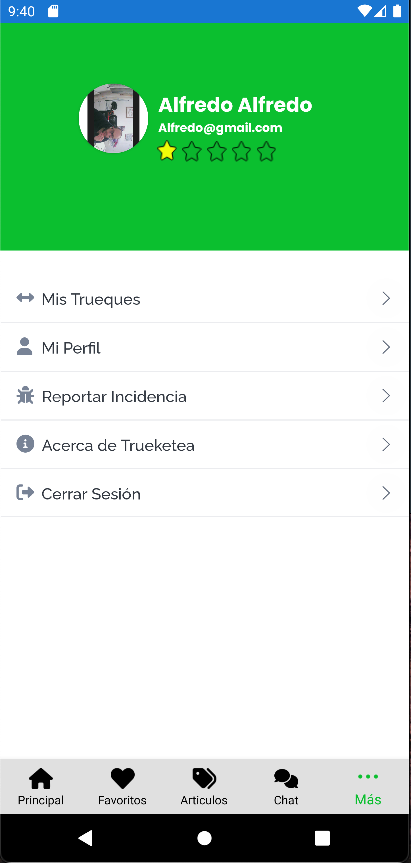 9:40
Alfredo Alfredo
Alfredo@gmail.com
Mis Trueques
Mi Perfil
Reportar Incidencia
Acerca de Trueketea
Cerrar Sesión
Principal
Favoritos
Articulos
Chat
Más